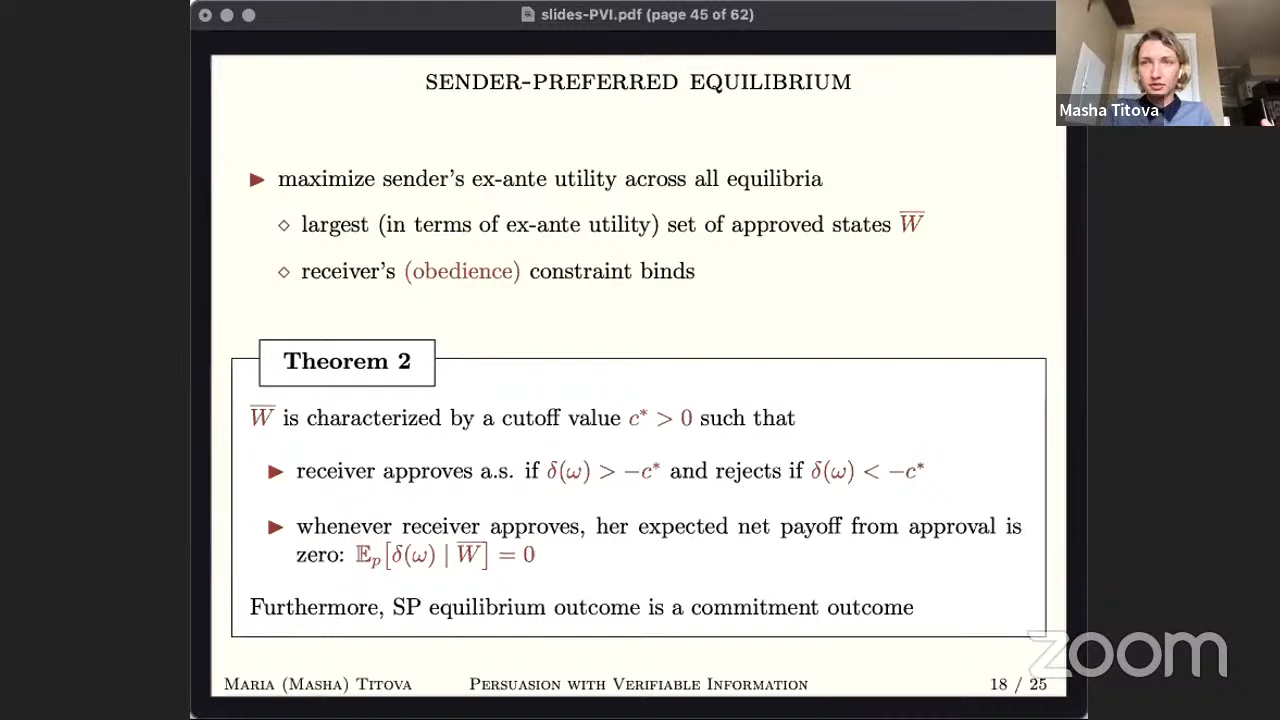 slides-PVI.pdf (page 45 of 62)
Masha Titova
SENDER-PREFERRED EQUILIBRIUM
▶ maximize sender's ex-ante utility across all equilibria
◇ largest (in terms of ex-ante utility) set of approved states W̅
◇ receiver's (obedience) constraint binds
Theorem 2
W̅ is characterized by a cutoff value c* > 0 such that
▶ receiver approves a.s. if δ(ω) > −c* and rejects if δ(ω) < −c*
▶ whenever receiver approves, her expected net payoff from approval is
zero: 𝔼ₚ[δ(ω) | W̅] = 0
Furthermore, SP equilibrium outcome is a commitment outcome
zoom
MARIA (MASHA) TITOVA PERSUASION WITH VERIFIABLE INFORMATION 18 / 25